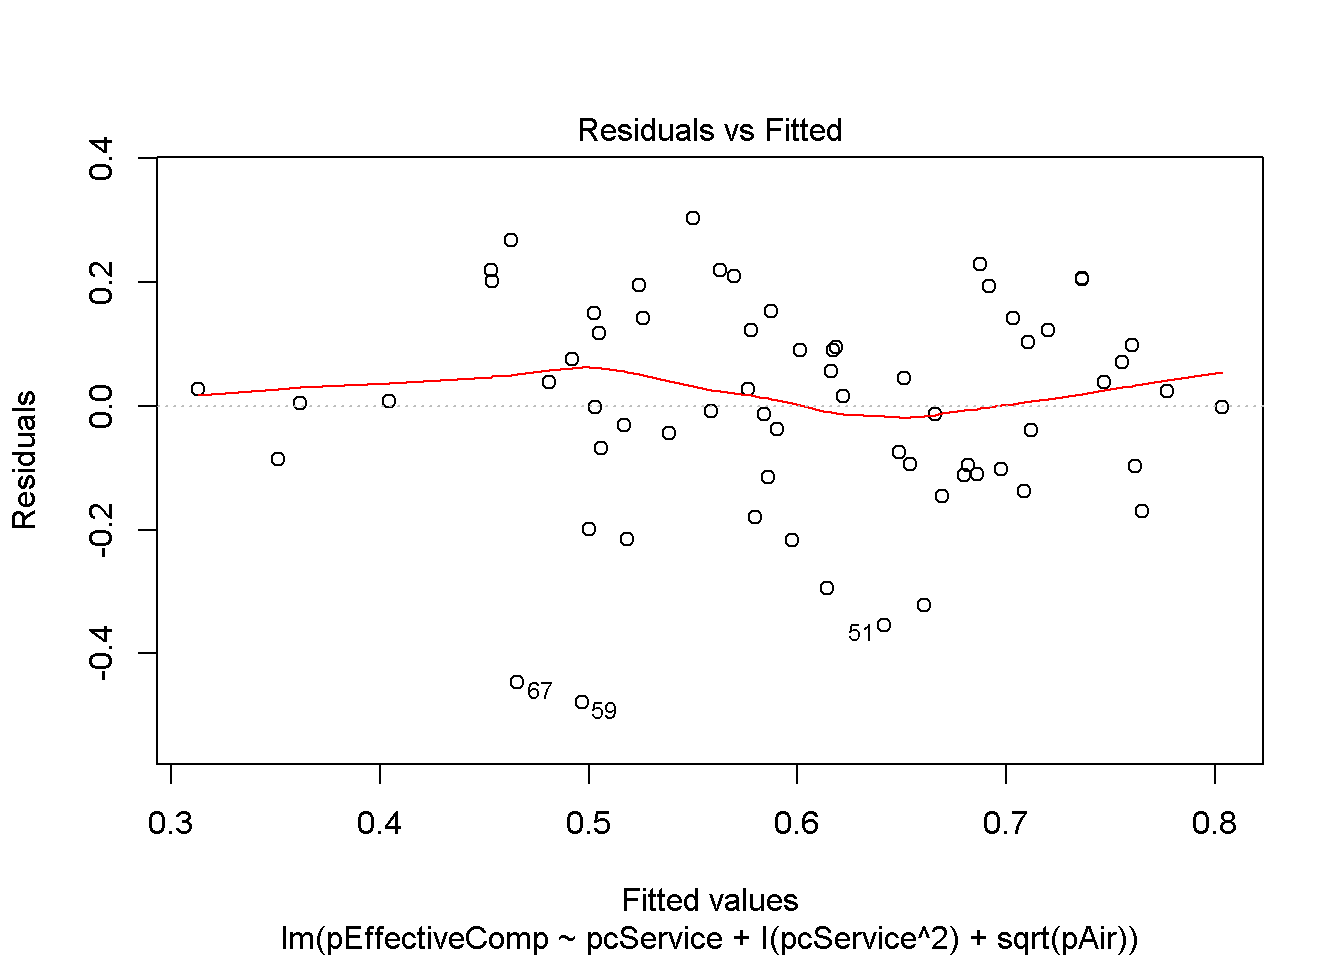 Residuals vs Fitted
0.4
0.2
0.0
-0.2
-0.4
Residuals
51
67
59
0.3 0.4 0.5 0.6 0.7 0.8
Fitted values
lm(pEffectiveComp ~ pcService + I(pcService^2) + sqrt(pAir))